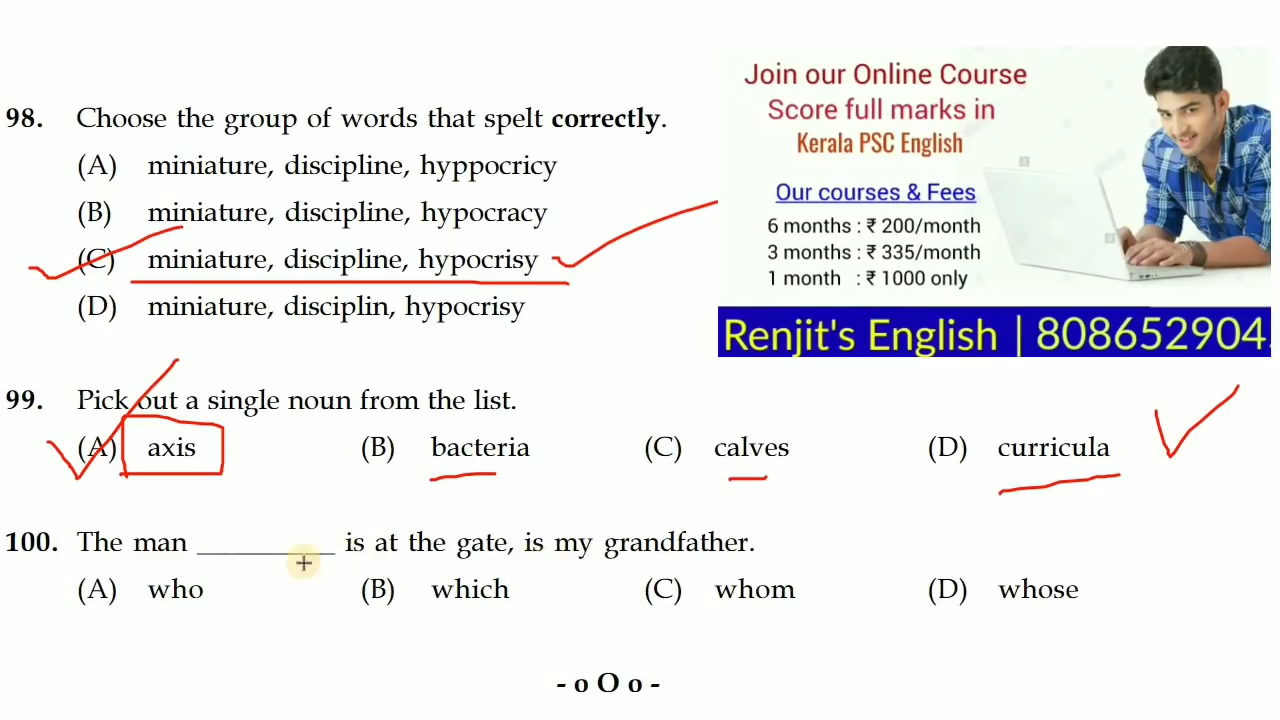 98. Choose the group of words that spelt correctly.
(A) miniature, discipline, hyppocricy
(B) miniature, discipline, hypocracy
(C) miniature, discipline, hypocrisy
(D) miniature, disciplin, hypocrisy
Join our Online Course
Score full marks in
Kerala PSC English
Our courses & Fees
6 months : ₹ 200/month
3 months : ₹ 335/month
1 month : ₹ 1000 only
Renjit's English | 808652904
99. Pick out a single noun from the list.
(A) axis (B) bacteria (C) calves (D) curricula
100. The man __________ is at the gate, is my grandfather.
(A) who (B) which (C) whom (D) whose
- o O o -